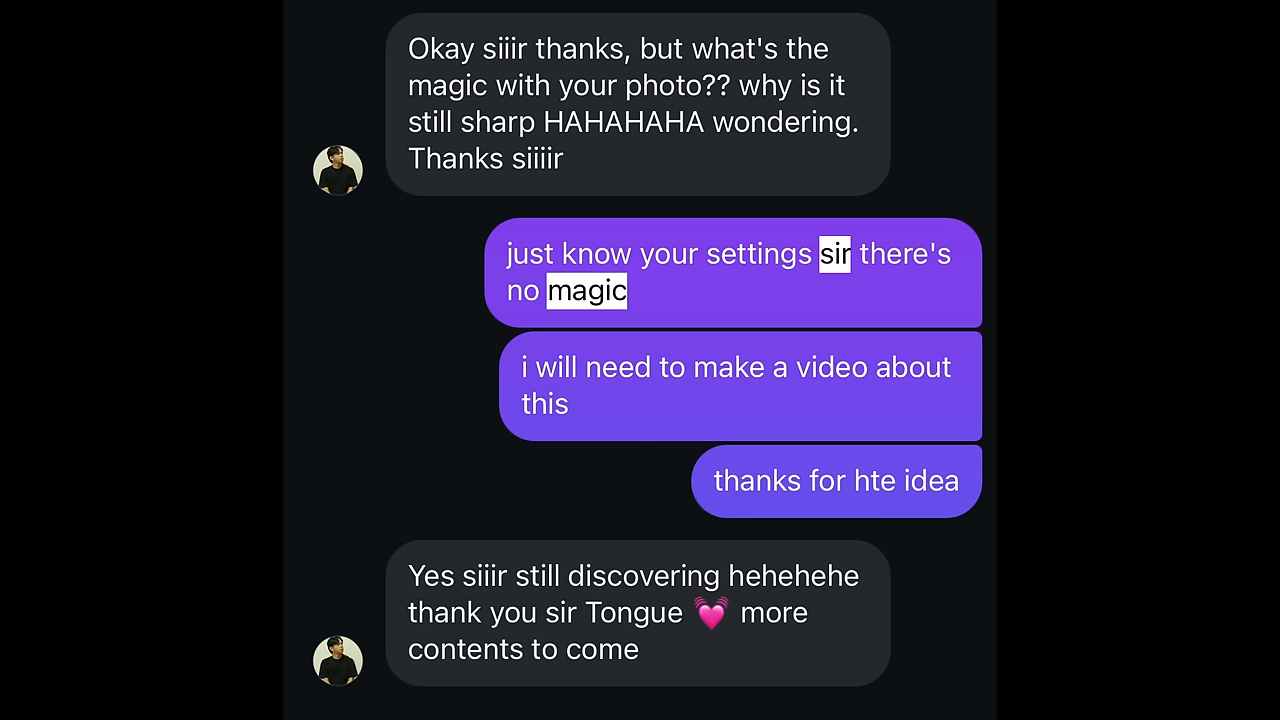 Okay siiir thanks, but what's the
magic with your photo?? why is it
still sharp HAHAHAHA wondering.
Thanks siiiir
just know your settings sir there's
no magic
i will need to make a video about
this
thanks for hte idea
Yes siiir still discovering hehehehe
thank you sir Tongue 💓 more
contents to come